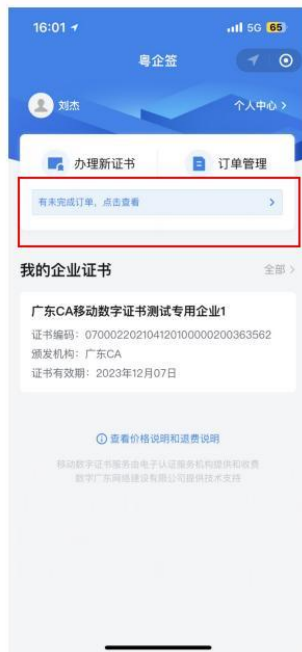 16:01
5G 65
粤企签
刘杰
个人中心 >
办理新证书
订单管理
有未完成订单，点击查看 >
我的企业证书
全部 >
广东CA移动数字证书测试专用企业1
证书编码：0700022021041201000000200363562
颁发机构：广东CA
证书有效期：2023年12月07日
查看价格说明和退费说明
移动数字证书服务由电子认证服务机构提供和收费
数字广东网络建设有限公司提供技术支持